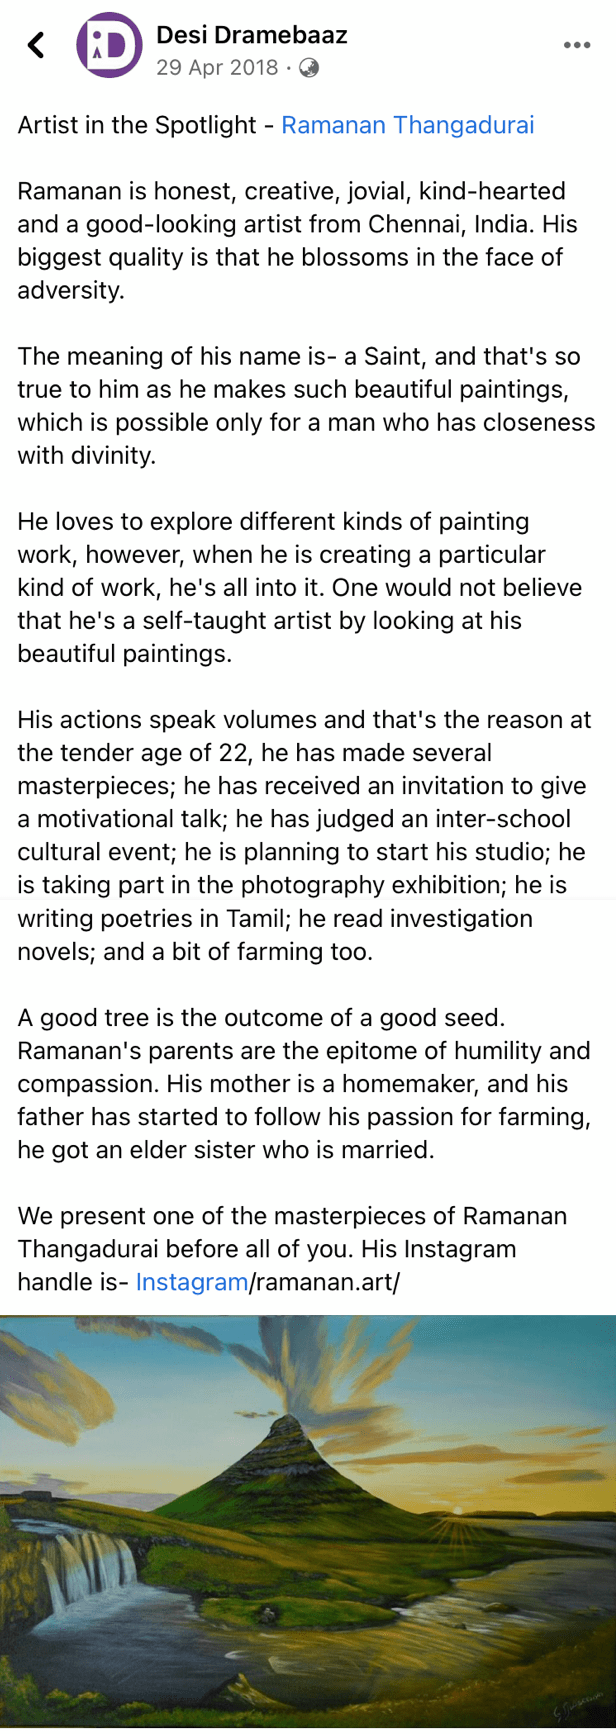 Desi Dramebaaz
29 Apr 2018 ·
Artist in the Spotlight - Ramanan Thangadurai
Ramanan is honest, creative, jovial, kind-hearted
and a good-looking artist from Chennai, India. His
biggest quality is that he blossoms in the face of
adversity.
The meaning of his name is- a Saint, and that's so
true to him as he makes such beautiful paintings,
which is possible only for a man who has closeness
with divinity.
He loves to explore different kinds of painting
work, however, when he is creating a particular
kind of work, he's all into it. One would not believe
that he's a self-taught artist by looking at his
beautiful paintings.
His actions speak volumes and that's the reason at
the tender age of 22, he has made several
masterpieces; he has received an invitation to give
a motivational talk; he has judged an inter-school
cultural event; he is planning to start his studio; he
is taking part in the photography exhibition; he is
writing poetries in Tamil; he read investigation
novels; and a bit of farming too.
A good tree is the outcome of a good seed.
Ramanan's parents are the epitome of humility and
compassion. His mother is a homemaker, and his
father has started to follow his passion for farming,
he got an elder sister who is married.
We present one of the masterpieces of Ramanan
Thangadurai before all of you. His Instagram
handle is- Instagram/ramanan.art/